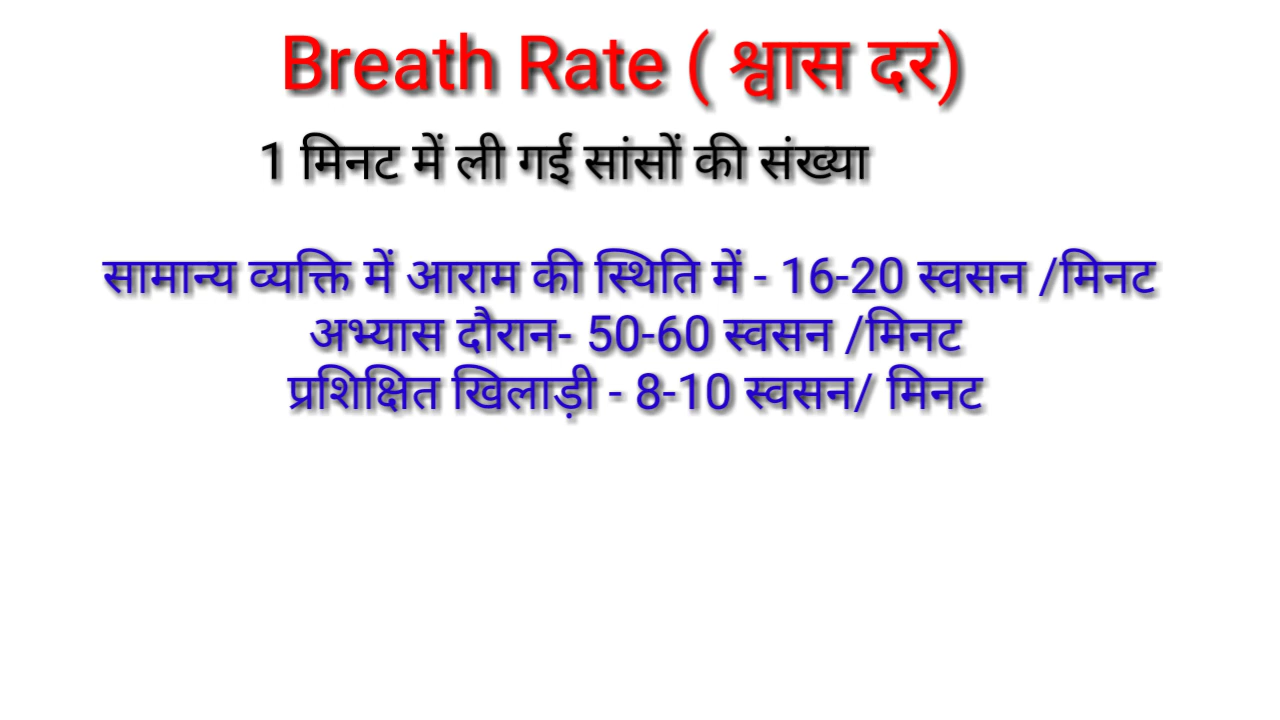 Breath Rate ( श्वास दर)
1 मिनट में ली गई सांसों की संख्या
सामान्य व्यक्ति में आराम की स्थिति में - 16-20 स्वसन /मिनट
अभ्यास दौरान- 50-60 स्वसन /मिनट
प्रशिक्षित खिलाड़ी - 8-10 स्वसन/ मिनट